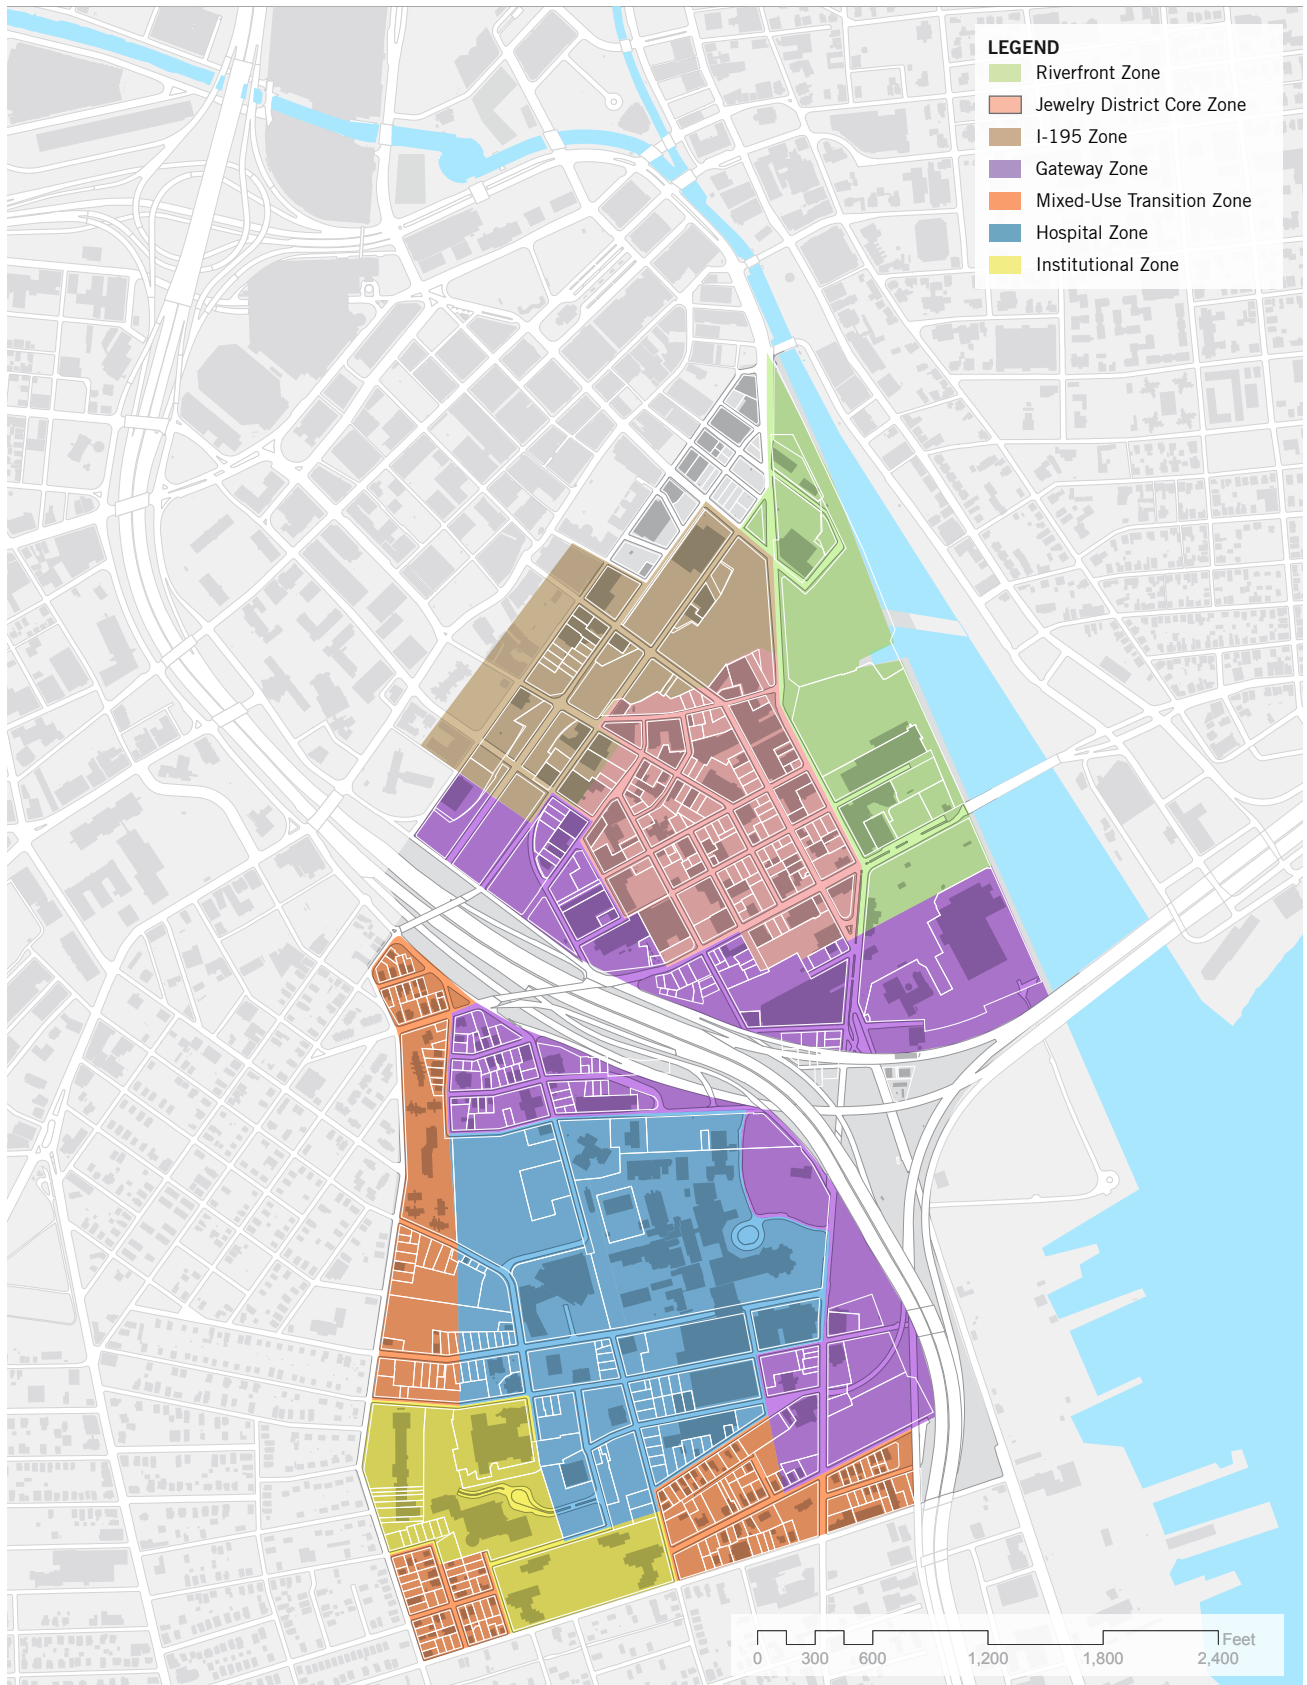 LEGEND
Riverfront Zone
Jewelry District Core Zone
I-195 Zone
Gateway Zone
Mixed-Use Transition Zone
Hospital Zone
Institutional Zone
Feet
0 300 600 1,200 1,800 2,400